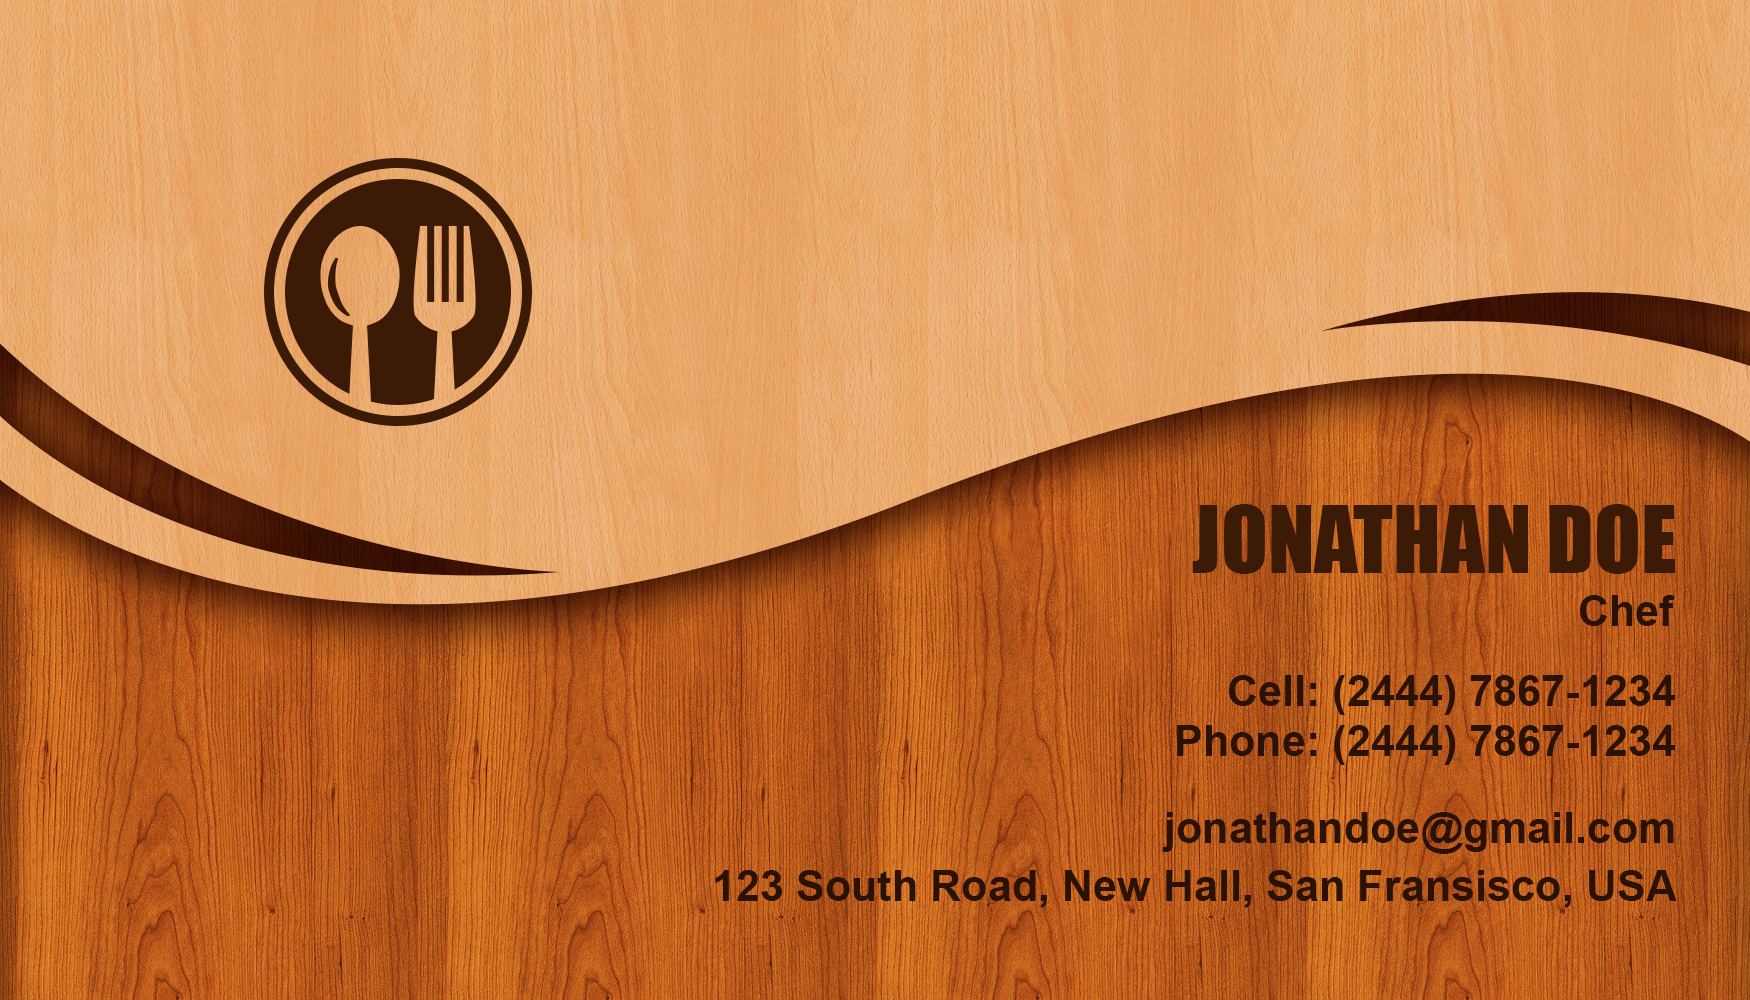 JONATHAN DOE
Chef
Cell: (2444) 7867-1234
Phone: (2444) 7867-1234
jonathandoe@gmail.com
123 South Road, New Hall, San Fransisco, USA